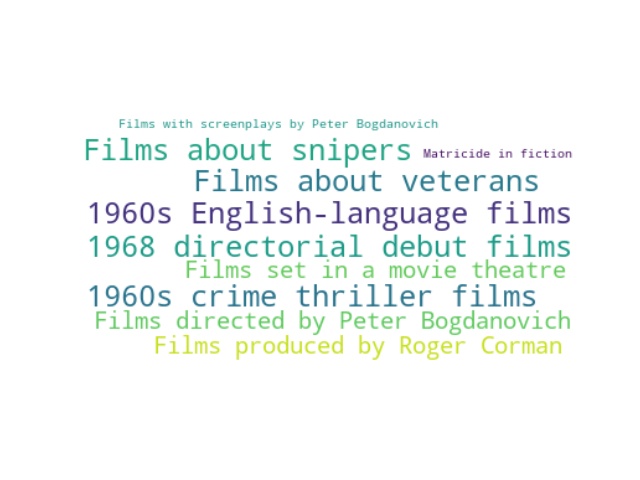 Films with screenplays by Peter Bogdanovich
Films about snipers
Matricide in fiction
Films about veterans
1960s English-language films
1968 directorial debut films
Films set in a movie theatre
1960s crime thriller films
Films directed by Peter Bogdanovich
Films produced by Roger Corman